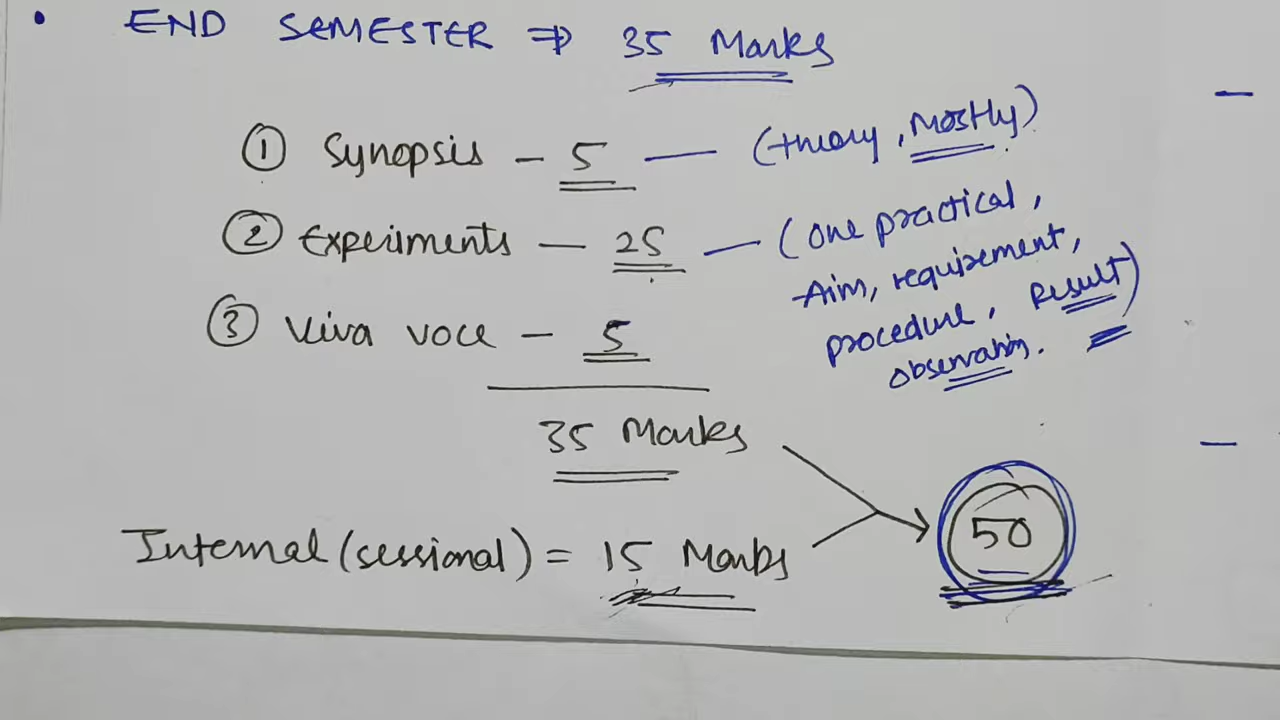 • END SEMESTER ⇒ 35 Marks
① Synopsis - 5 — (theory, Mostly)
② Experiments — 25 — (one practical,
Aim, requirement,
procedure, Result)
observation.
③ Viva voce - 5
35 Marks
50
Internal (sessional) = 15 Marks